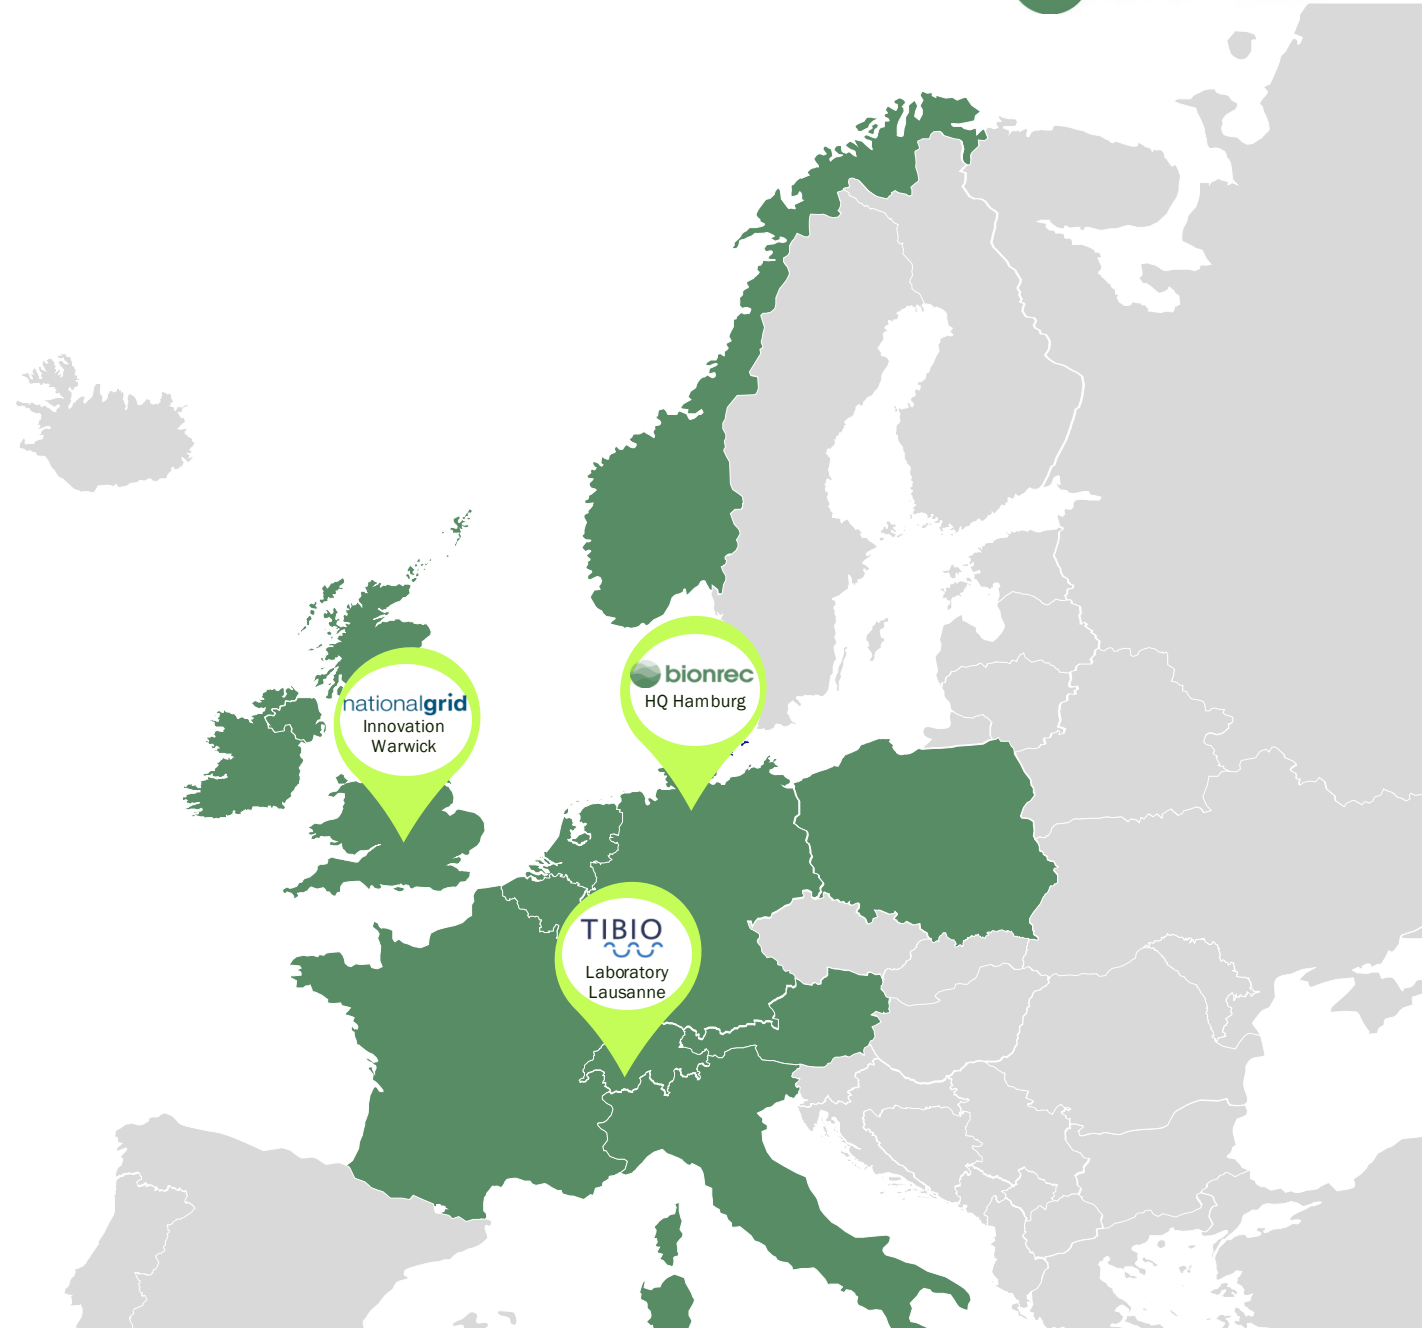 bionrec
HQ Hamburg
nationalgrid
Innovation
Warwick
TIBIO
Laboratory
Lausanne